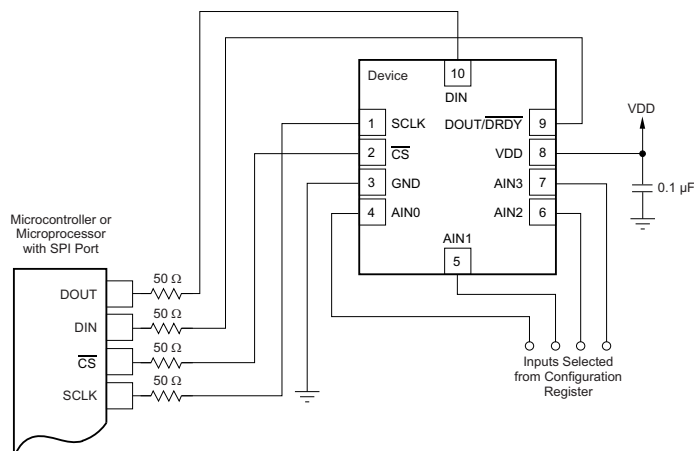 Device
10
DIN
1 SCLK
DOUT/DRDY 9
VDD
2 CS
VDD 8
3 GND
AIN3 7
0.1 µF
4 AIN0
AIN2 6
AIN1
5
Microcontroller or
Microprocessor
with SPI Port
50 Ω
DOUT
50 Ω
DIN
50 Ω
CS
50 Ω
SCLK
Inputs Selected
from Configuration
Register